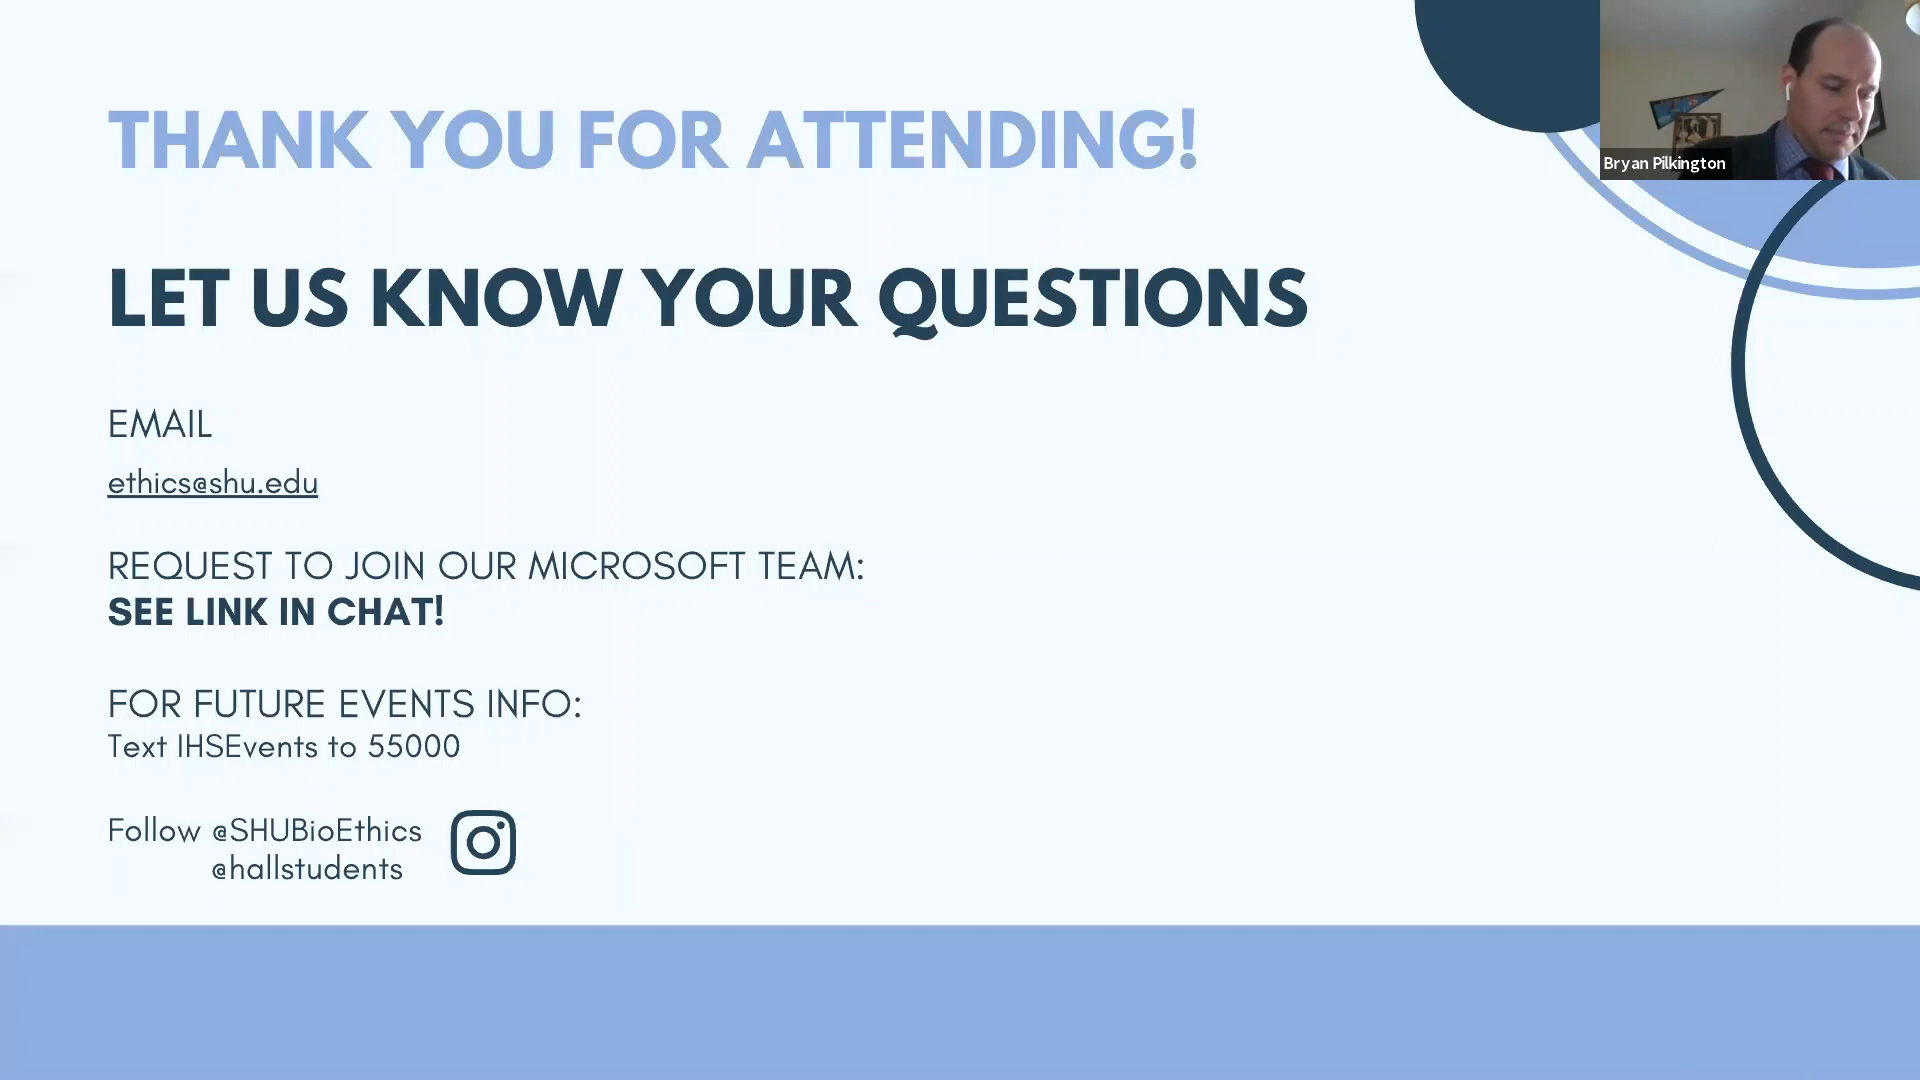 THANK YOU FOR ATTENDING!
Bryan Pilkington
LET US KNOW YOUR QUESTIONS
EMAIL
ethics@shu.edu
REQUEST TO JOIN OUR MICROSOFT TEAM:
SEE LINK IN CHAT!
FOR FUTURE EVENTS INFO:
Text IHSEvents to 55000
Follow @SHUBioEthics
@hallstudents